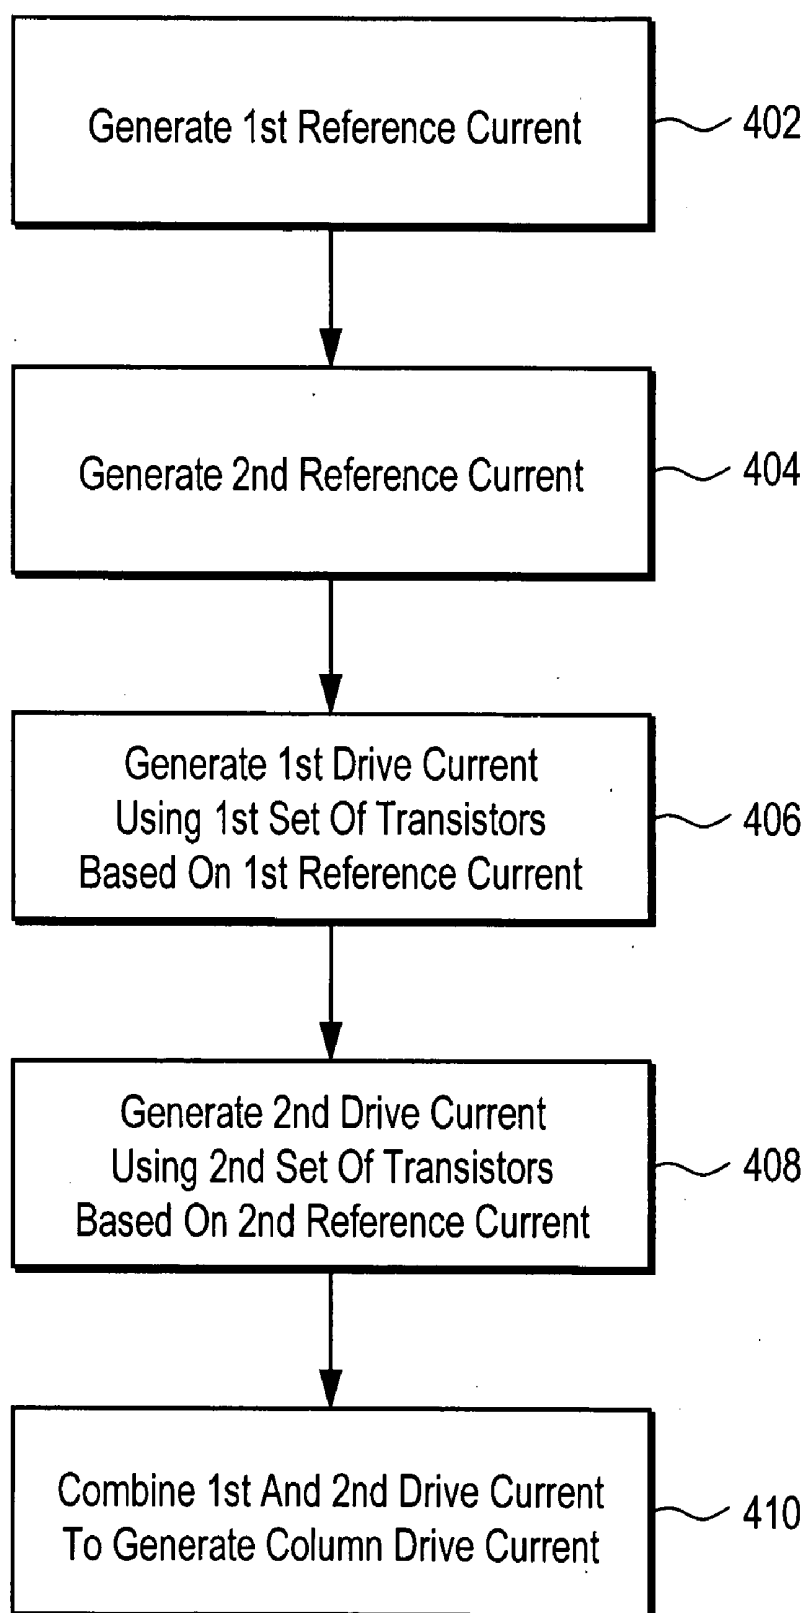 Generate 1st Reference Current
402
Generate 2nd Reference Current
404
Generate 1st Drive Current
Using 1st Set Of Transistors
Based On 1st Reference Current
406
Generate 2nd Drive Current
Using 2nd Set Of Transistors
Based On 2nd Reference Current
408
Combine 1st And 2nd Drive Current
To Generate Column Drive Current
410